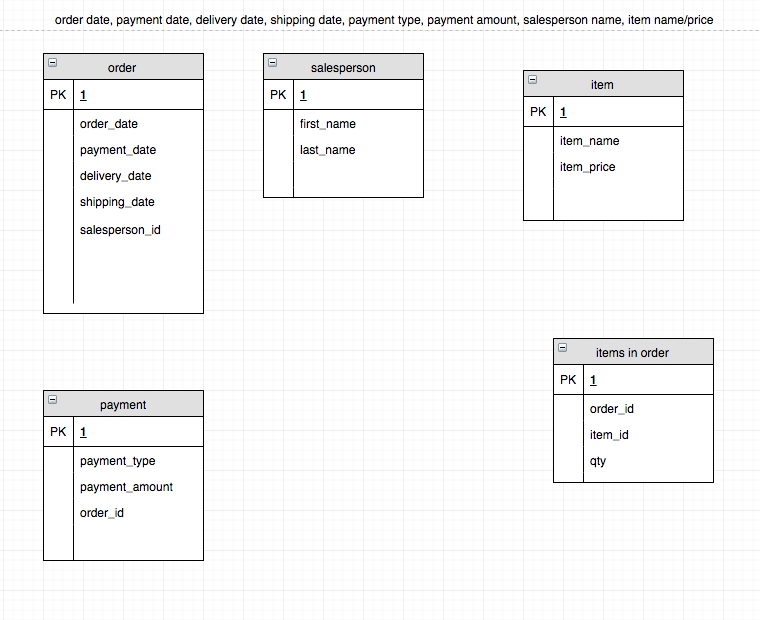 order date, payment date, delivery date, shipping date, payment type, payment amount, salesperson name, item name/price
order
PK 1
order_date
payment_date
delivery_date
shipping_date
salesperson_id
salesperson
PK 1
first_name
last_name
item
PK 1
item_name
item_price
payment
PK 1
payment_type
payment_amount
order_id
items in order
PK 1
order_id
item_id
qty